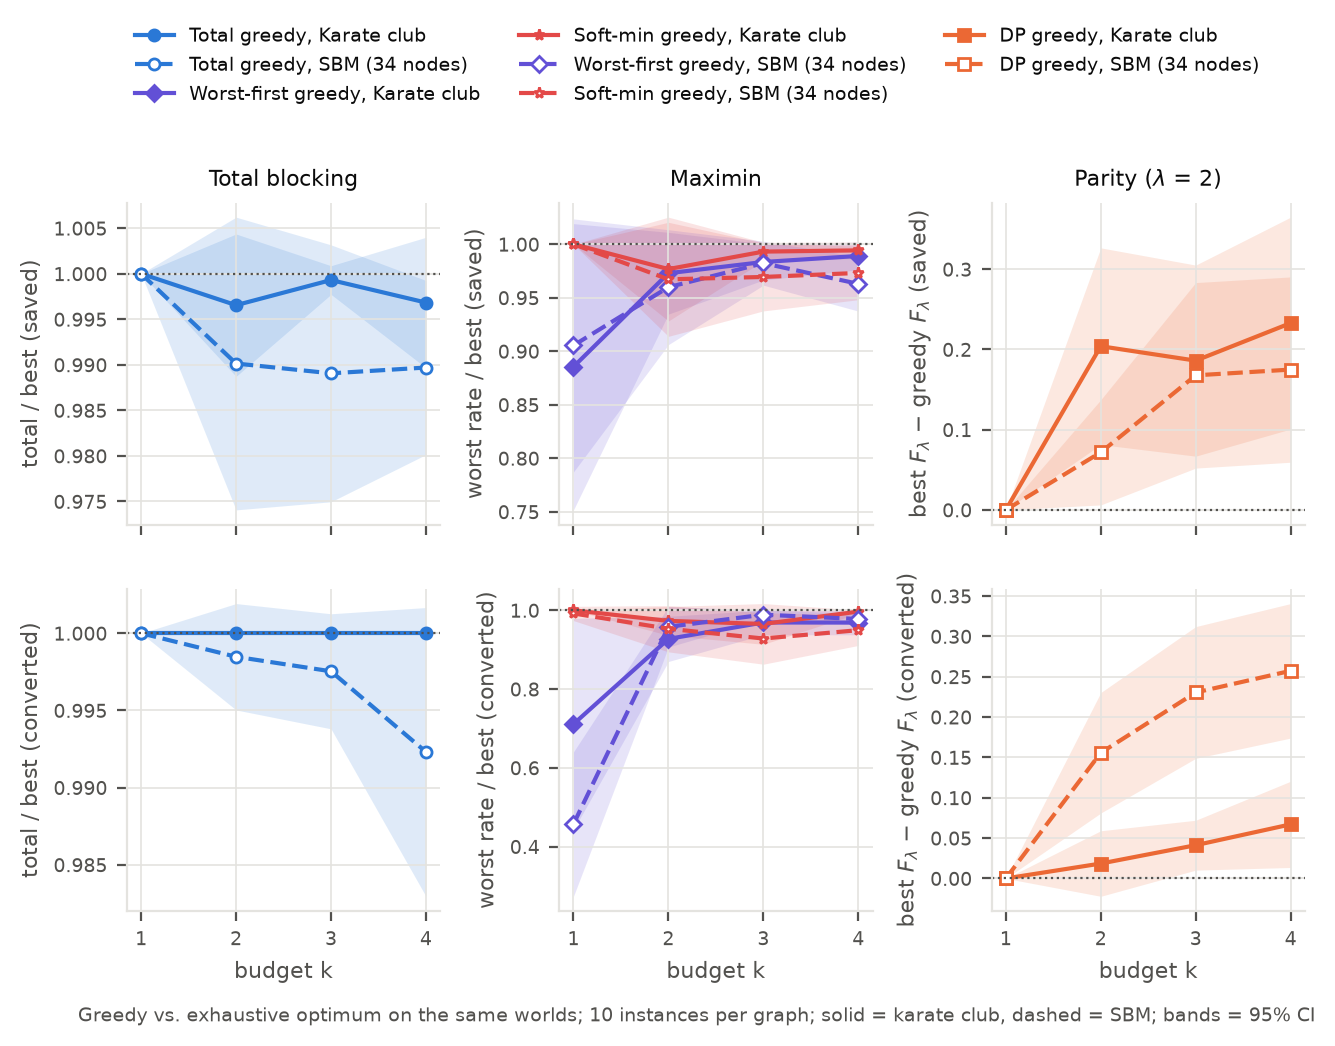 Total greedy, Karate club
Total greedy, SBM (34 nodes)
Worst-first greedy, Karate club
Soft-min greedy, Karate club
Worst-first greedy, SBM (34 nodes)
Soft-min greedy, SBM (34 nodes)
DP greedy, Karate club
DP greedy, SBM (34 nodes)
Total blocking
total / best (saved)
1.005
1.000
0.995
0.990
0.985
0.980
0.975
Maximin
worst rate / best (saved)
1.00
0.95
0.90
0.85
0.80
0.75
Parity (λ = 2)
best Fλ − greedy Fλ (saved)
0.3
0.2
0.1
0.0
total / best (converted)
1.000
0.995
0.990
0.985
1 2 3 4
budget k
worst rate / best (converted)
1.0
0.8
0.6
0.4
1 2 3 4
budget k
best Fλ − greedy Fλ (converted)
0.35
0.30
0.25
0.20
0.15
0.10
0.05
0.00
1 2 3 4
budget k
Greedy vs. exhaustive optimum on the same worlds; 10 instances per graph; solid = karate club, dashed = SBM; bands = 95% CI